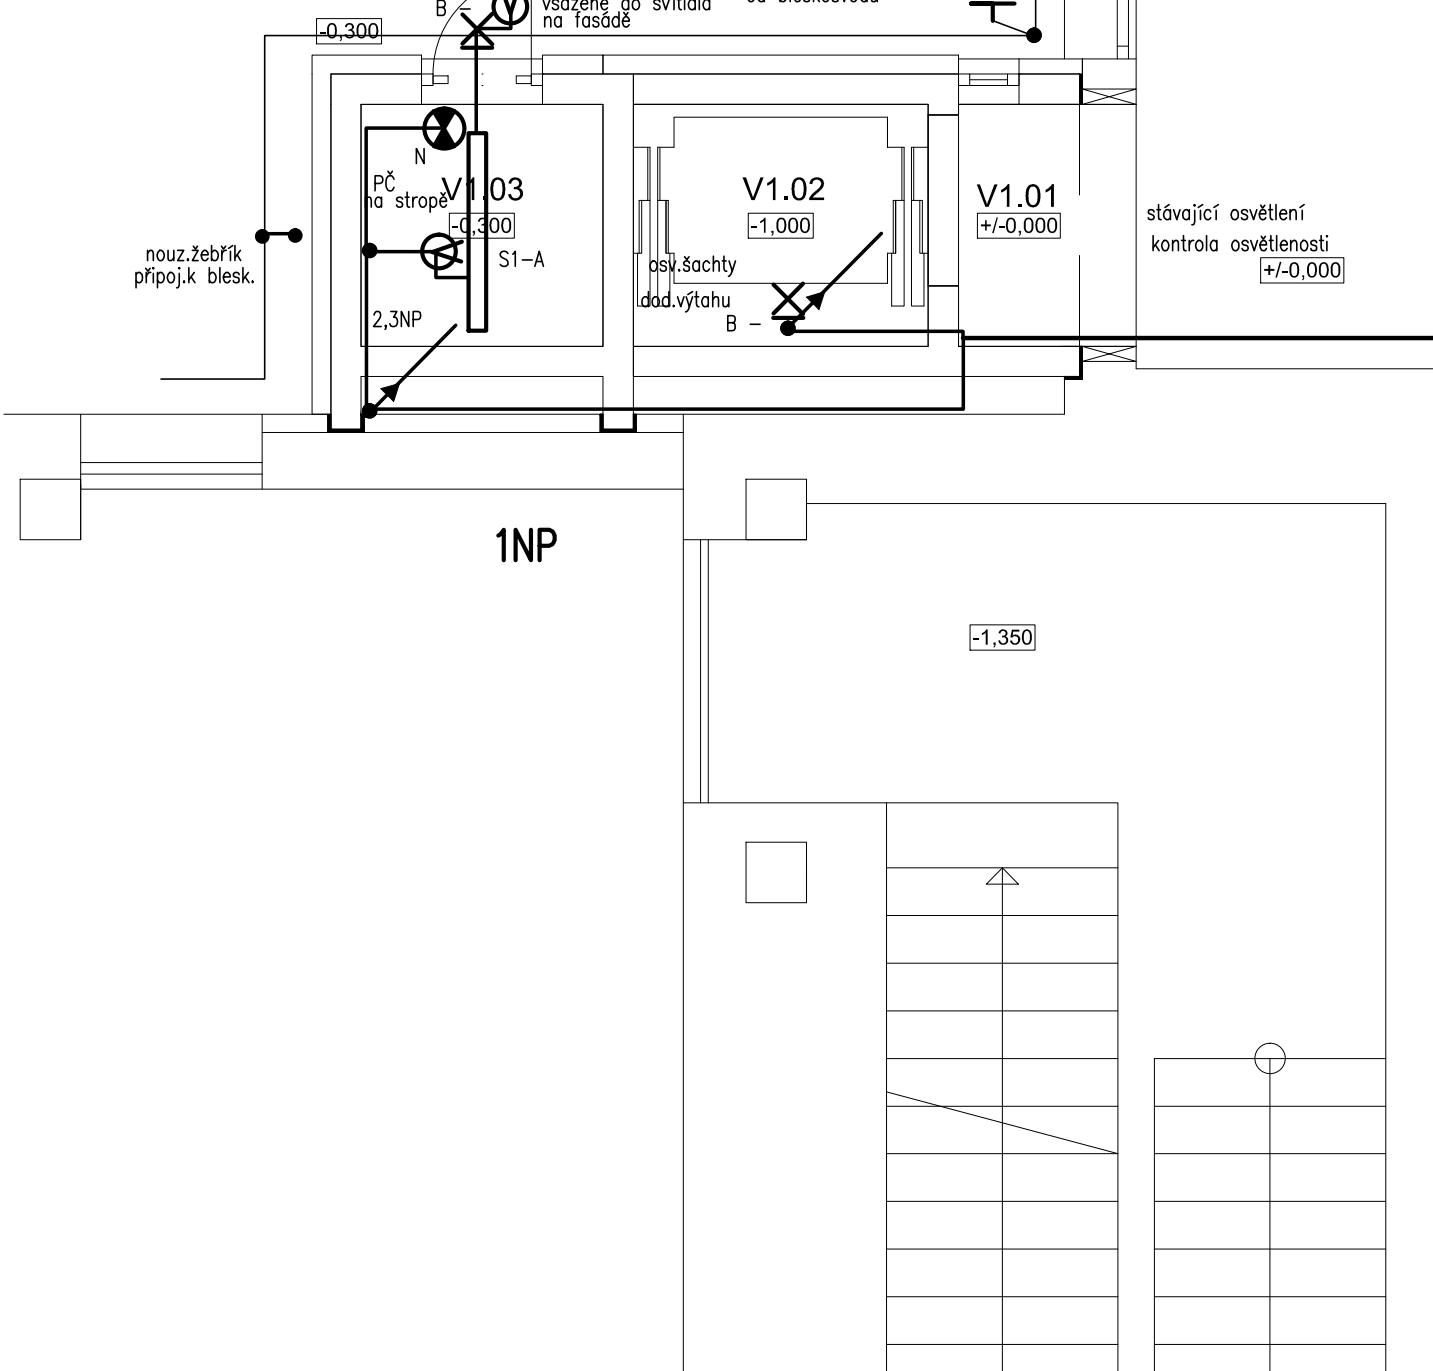 B -
vsazené do svítidla
na fasádě
od bleskosvodu
-0,300
N
PČ
na stropě
V1.03
-0,300
S1-A
2,3NP
nouz.žebřík
připoj.k blesk.
V1.02
-1,000
osv.šachty
dod.výtahu
B -
V1.01
+/-0,000
stávající osvětlení
kontrola osvětlenosti
+/-0,000
1NP
-1,350